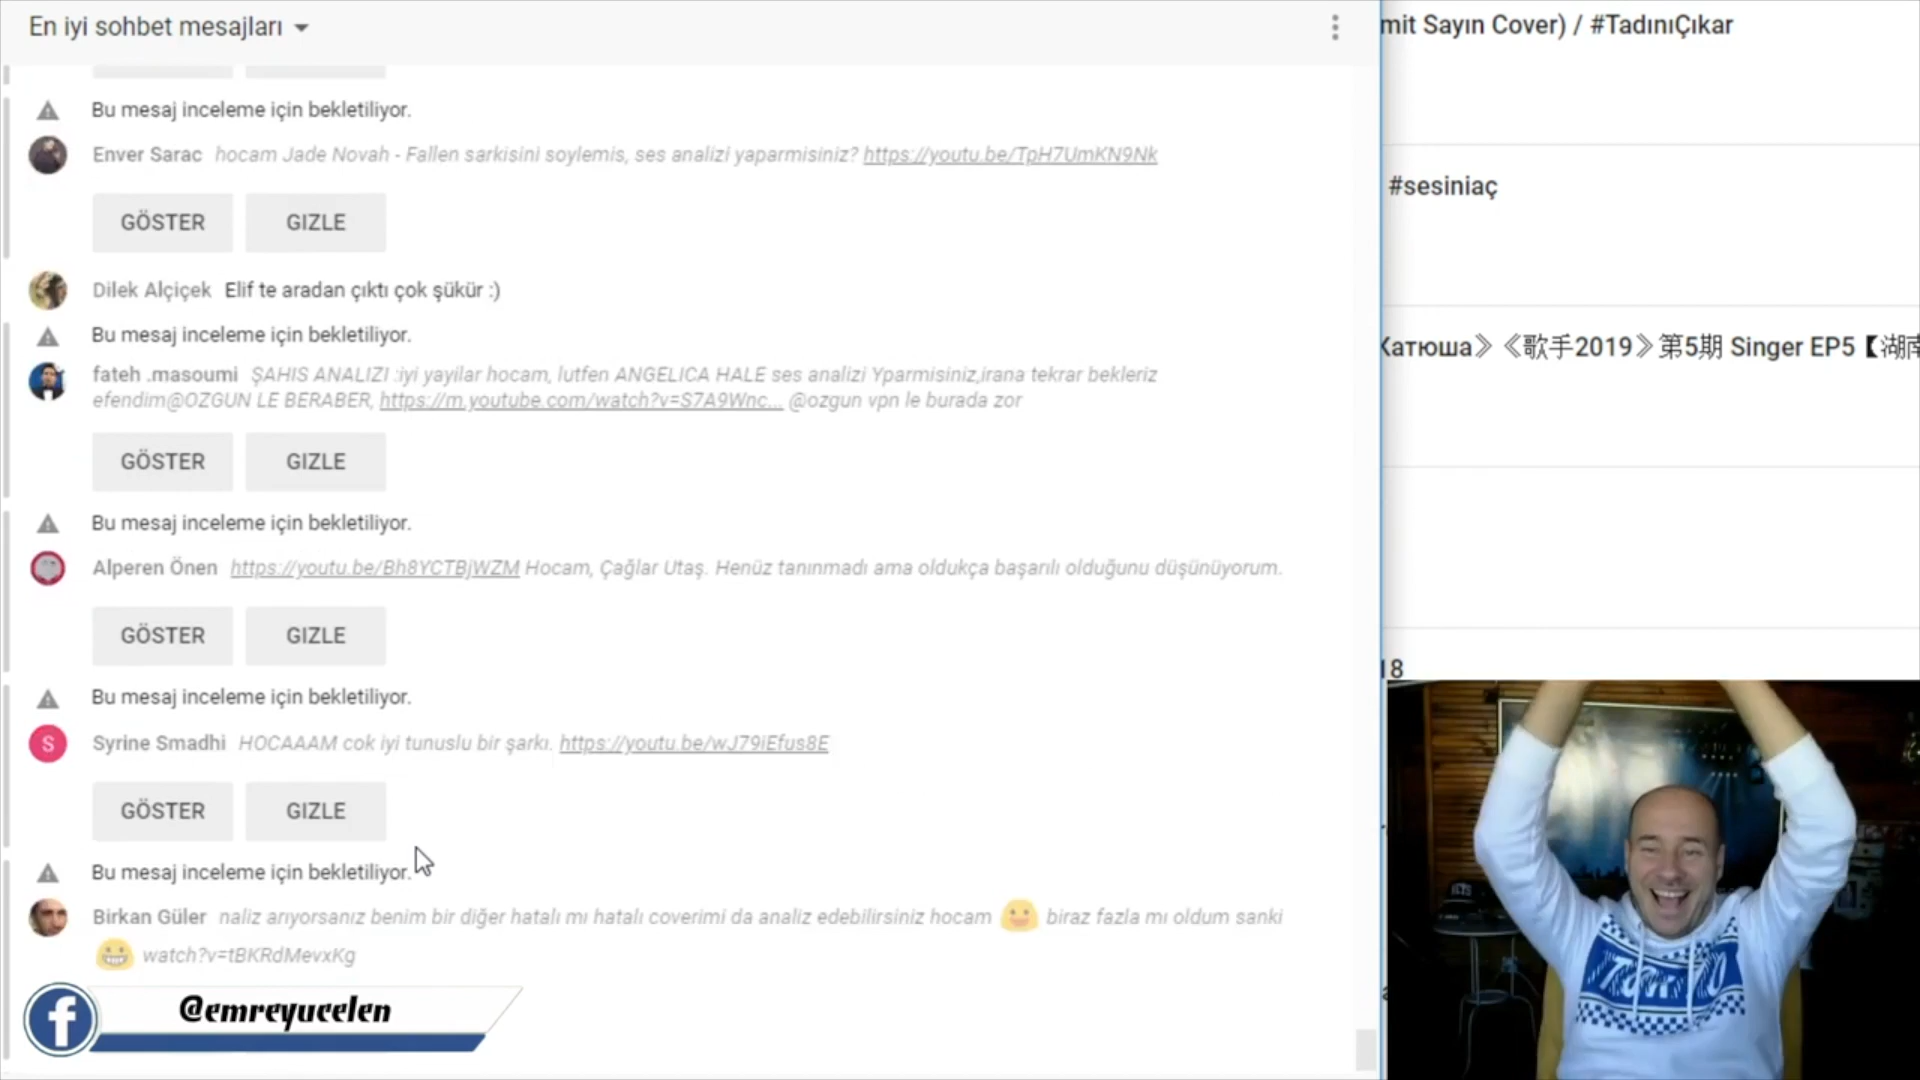 En iyi sohbet mesajları
Bu mesaj inceleme için bekletiliyor.
Enver Sarac hocam Jade Novah - Fallen sarkisini soylemis, ses analizi yaparmisiniz? https://youtu.be/TpH7UmKN9Nk
GÖSTER GIZLE
Dilek Alçiçek Elif te aradan çıktı çok şükür :)
Bu mesaj inceleme için bekletiliyor.
fateh .masoumi ŞAHIS ANALIZI :iyi yayilar hocam, lutfen ANGELICA HALE ses analizi Yparmisiniz,irana tekrar bekleriz
efendim@OZGUN LE BERABER, https://m.youtube.com/watch?v=S7A9Wnc... @ozgun vpn le burada zor
GÖSTER GIZLE
Bu mesaj inceleme için bekletiliyor.
Alperen Önen https://youtu.be/Bh8YCTBjWZM Hocam, Çağlar Utaş. Henüz tanınmadı ama oldukça başarılı olduğunu düşünüyorum.
GÖSTER GIZLE
Bu mesaj inceleme için bekletiliyor.
S
Syrine Smadhi HOCAAAM cok iyi tunuslu bir şarkı. https://youtu.be/wJ79iEfus8E
GÖSTER GIZLE
Bu mesaj inceleme için bekletiliyor.
Birkan Güler naliz arıyorsanız benim bir diğer hatalı mı hatalı coverimi da analiz edebilirsiniz hocam 😛 biraz fazla mı oldum sanki
😁 watch?v=tBKRdMevxKg
f @emreyucelen
mit Sayın Cover) / #TadınıÇıkar
#sesiniaç
Катюша》《歌手2019》第5期 Singer EP5【湖南
18